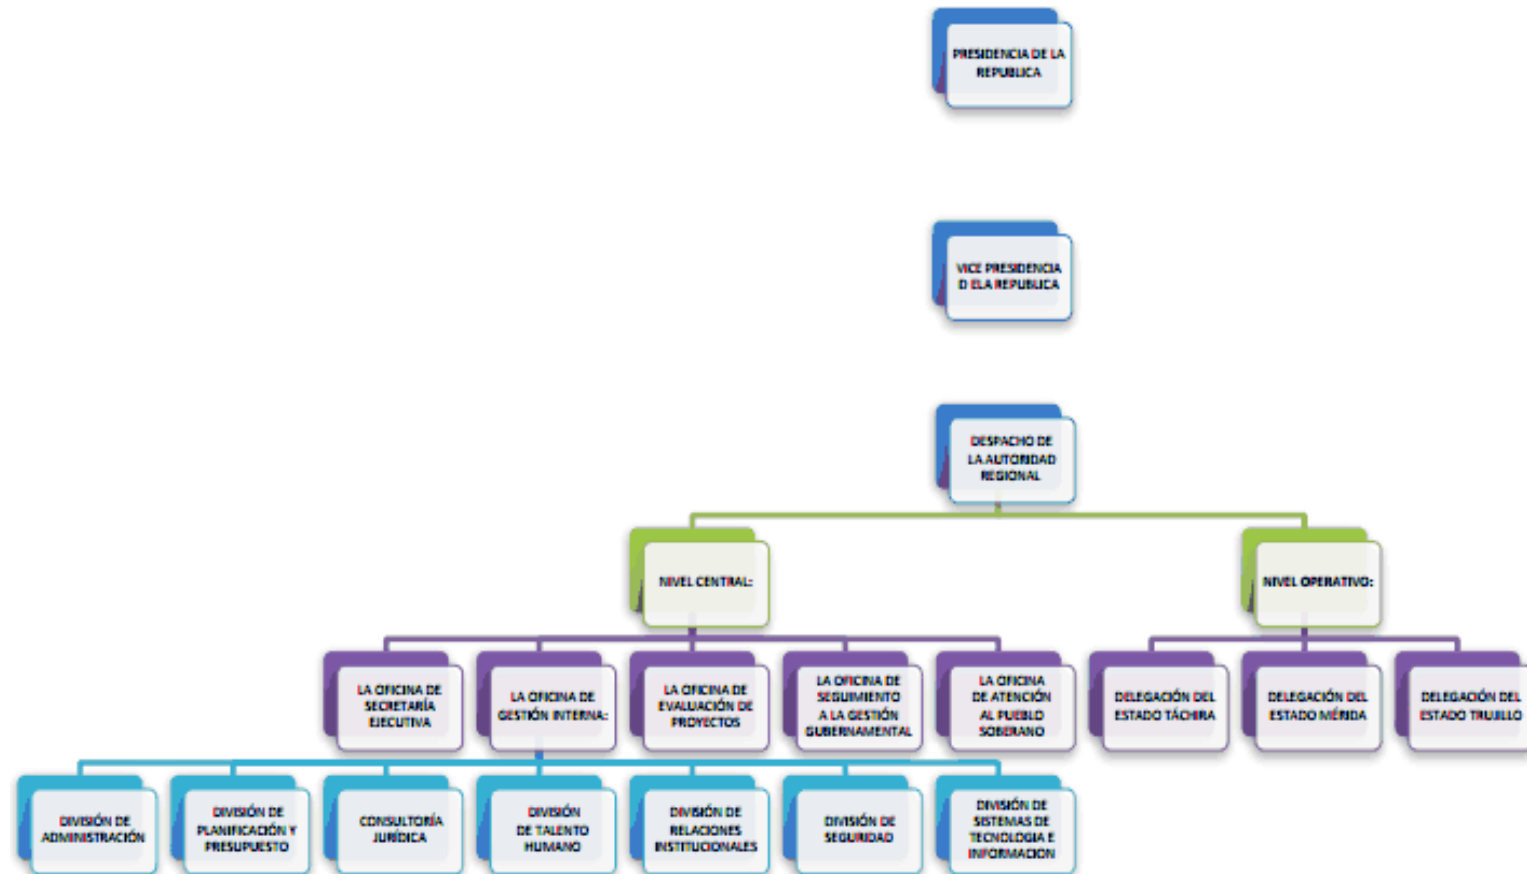 PRESIDENCIA DE LA
REPUBLICA
VICE PRESIDENCIA
D ELA REPUBLICA
DESPACHO DE
LA AUTORIDAD
REGIONAL
NIVEL CENTRAL:
NIVEL OPERATIVO:
LA OFICINA DE
SECRETARÍA
EJECUTIVA
LA OFICINA DE
GESTIÓN INTERNA:
LA OFICINA DE
EVALUACIÓN DE
PROYECTOS
LA OFICINA DE
SEGUIMIENTO
A LA GESTIÓN
GUBERNAMENTAL
LA OFICINA
DE ATENCIÓN
AL PUEBLO
SOBERANO
DELEGACIÓN DEL
ESTADO TÁCHIRA
DELEGACIÓN DEL
ESTADO MÉRIDA
DELEGACIÓN DEL
ESTADO TRUJILLO
DIVISIÓN DE
ADMINISTRACIÓN
DIVISIÓN DE
PLANIFICACIÓN Y
PRESUPUESTO
CONSULTORÍA
JURÍDICA
DIVISIÓN
DE TALENTO
HUMANO
DIVISIÓN DE
RELACIONES
INSTITUCIONALES
DIVISIÓN DE
SEGURIDAD
DIVISIÓN DE
SISTEMAS DE
TECNOLOGIA E
INFORMACION